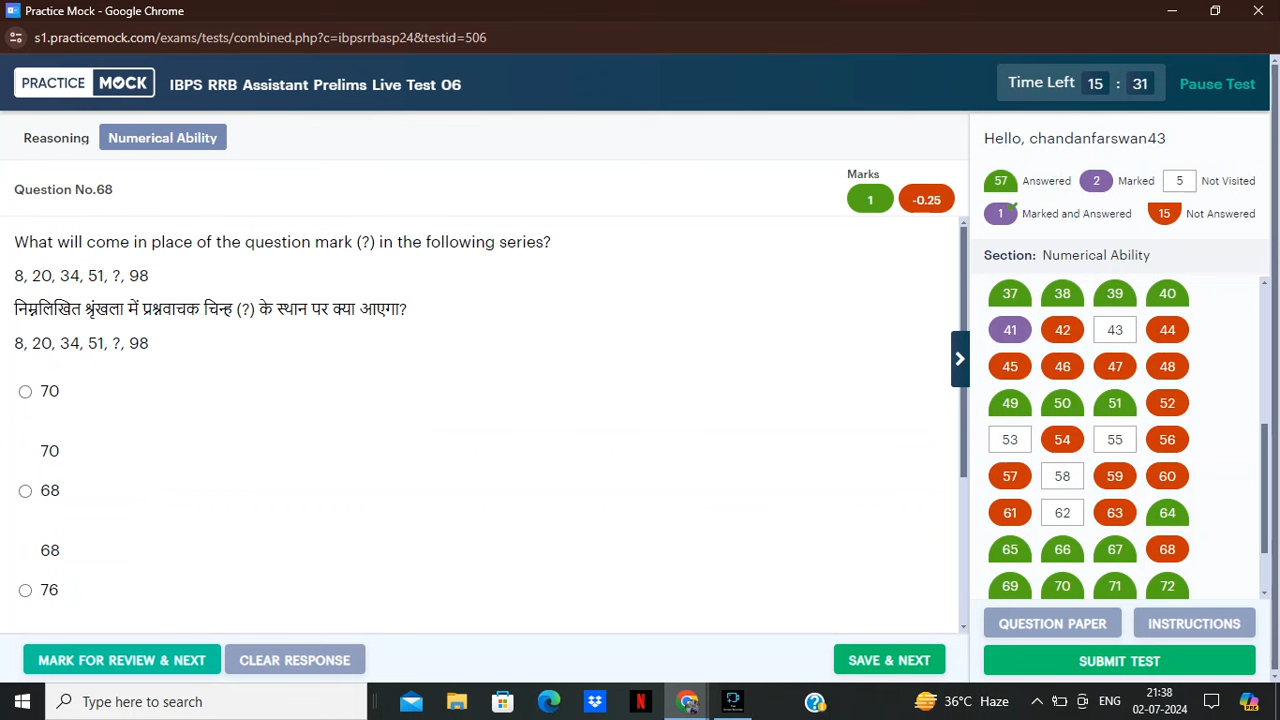 Practice Mock - Google Chrome
s1.practicemock.com/exams/tests/combined.php?c=ibpsrrbasp24&testid=506
PRACTICE MOCK
IBPS RRB Assistant Prelims Live Test 06
Time Left 15 : 31
Pause Test
Reasoning
Numerical Ability
Question No.68
Marks
1
-0.25
What will come in place of the question mark (?) in the following series?
8, 20, 34, 51, ?, 98
निम्नलिखित श्रृंखला में प्रश्नवाचक चिन्ह (?) के स्थान पर क्या आएगा?
8, 20, 34, 51, ?, 98
70
70
68
68
76
MARK FOR REVIEW & NEXT
CLEAR RESPONSE
SAVE & NEXT
Hello, chandanfarswan43
57 Answered
2 Marked
5 Not Visited
1 Marked and Answered
15 Not Answered
Section: Numerical Ability
37 38 39 40
41 42 43 44
45 46 47 48
49 50 51 52
53 54 55 56
57 58 59 60
61 62 63 64
65 66 67 68
69 70 71 72
QUESTION PAPER
INSTRUCTIONS
SUBMIT TEST
Type here to search
36°C Haze
ENG
21:38
02-07-2024